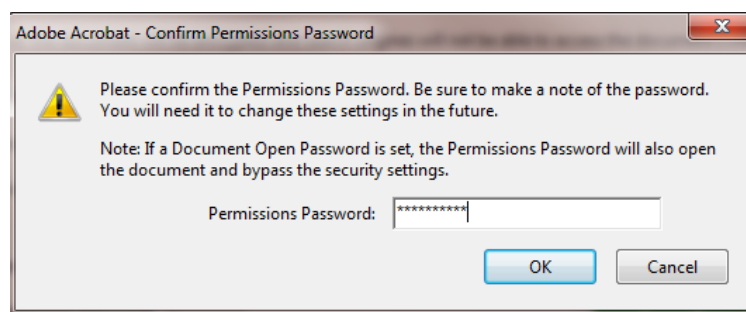 Adobe Acrobat - Confirm Permissions Password
Please confirm the Permissions Password. Be sure to make a note of the password.
You will need it to change these settings in the future.
Note: If a Document Open Password is set, the Permissions Password will also open
the document and bypass the security settings.
Permissions Password: **********
OK Cancel